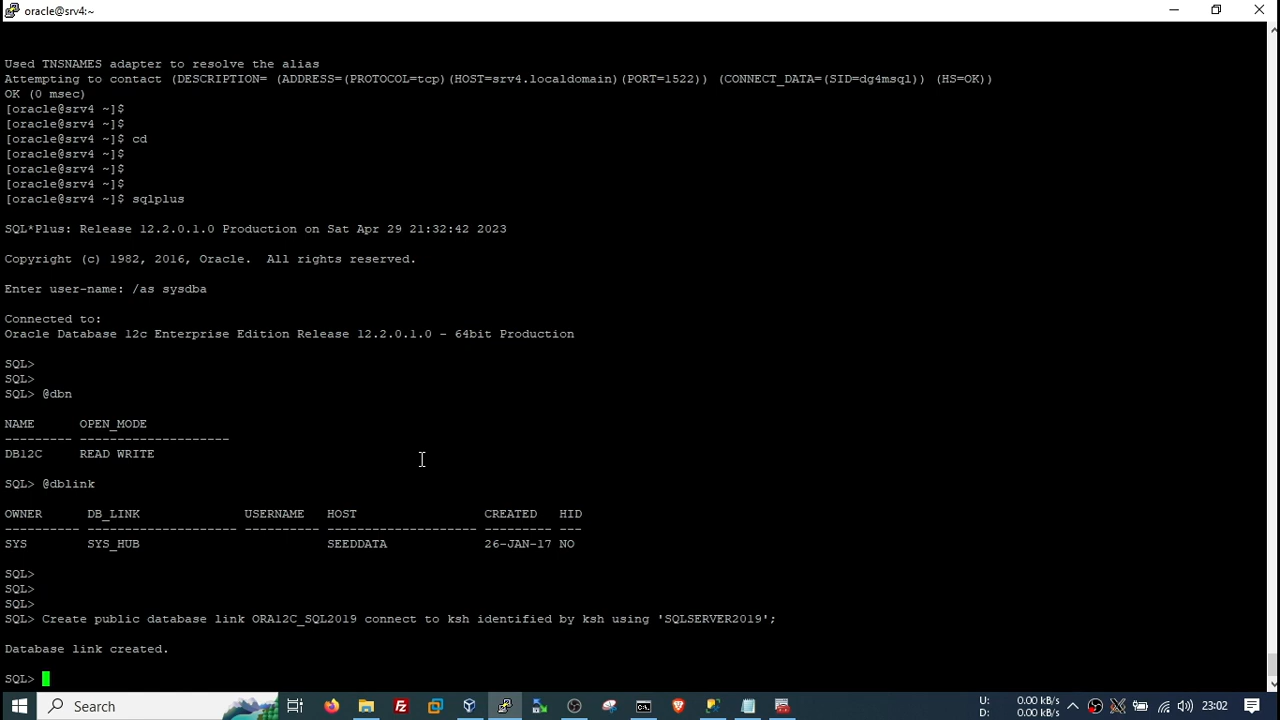 oracle@srv4:~
Used TNSNAMES adapter to resolve the alias
Attempting to contact (DESCRIPTION= (ADDRESS=(PROTOCOL=tcp)(HOST=srv4.localdomain)(PORT=1522)) (CONNECT_DATA=(SID=dg4msql)) (HS=OK))
OK (0 msec)
[oracle@srv4 ~]$
[oracle@srv4 ~]$
[oracle@srv4 ~]$ cd
[oracle@srv4 ~]$
[oracle@srv4 ~]$
[oracle@srv4 ~]$
[oracle@srv4 ~]$ sqlplus
SQL*Plus: Release 12.2.0.1.0 Production on Sat Apr 29 21:32:42 2023
Copyright (c) 1982, 2016, Oracle.  All rights reserved.
Enter user-name: /as sysdba
Connected to:
Oracle Database 12c Enterprise Edition Release 12.2.0.1.0 - 64bit Production
SQL>
SQL>
SQL> @dbn
NAME      OPEN_MODE
--------- --------------------
DB12C     READ WRITE
SQL> @dblink
OWNER      DB_LINK              USERNAME   HOST                 CREATED   HID
---------- -------------------- ---------- -------------------- --------- ---
SYS        SYS_HUB                         SEEDDATA             26-JAN-17 NO
SQL>
SQL>
SQL>
SQL> Create public database link ORA12C_SQL2019 connect to ksh identified by ksh using 'SQLSERVER2019';
Database link created.
SQL>
Search
U: 0.00 kB/s
D: 0.00 kB/s
23:02